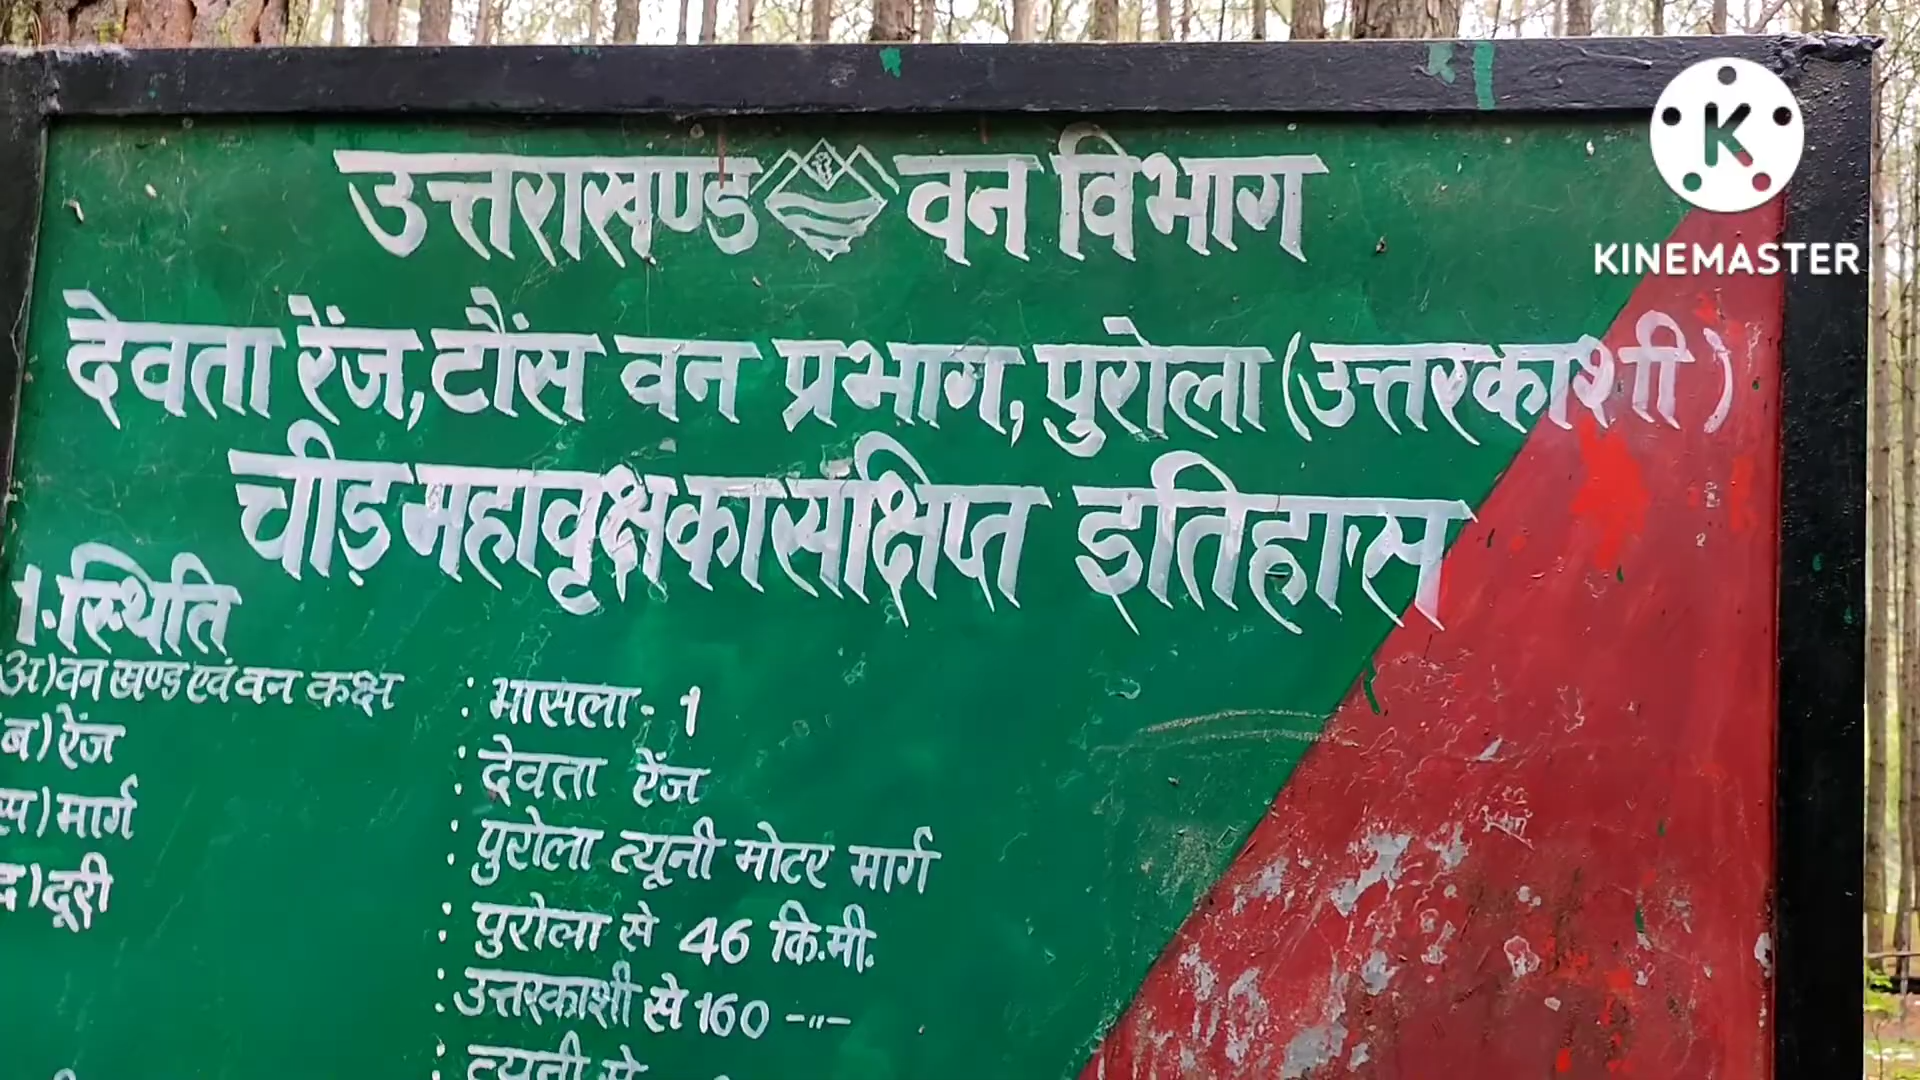 उत्तराखण्ड वन विभाग
देवता रेंज, टौंस वन प्रभाग, पुरोला (उत्तरकाशी)
चीड़ महावृक्ष का संक्षिप्त इतिहास
1. स्थिति
अ) वन खण्ड एवं वन कक्ष : भासला - 1
ब) रेंज : देवता रेंज
स) मार्ग : पुरोला त्यूनी मोटर मार्ग
द) दूरी : पुरोला से 46 कि.मी.
: उत्तरकाशी से 160 -"-
: त्यूनी से
K
KINEMASTER